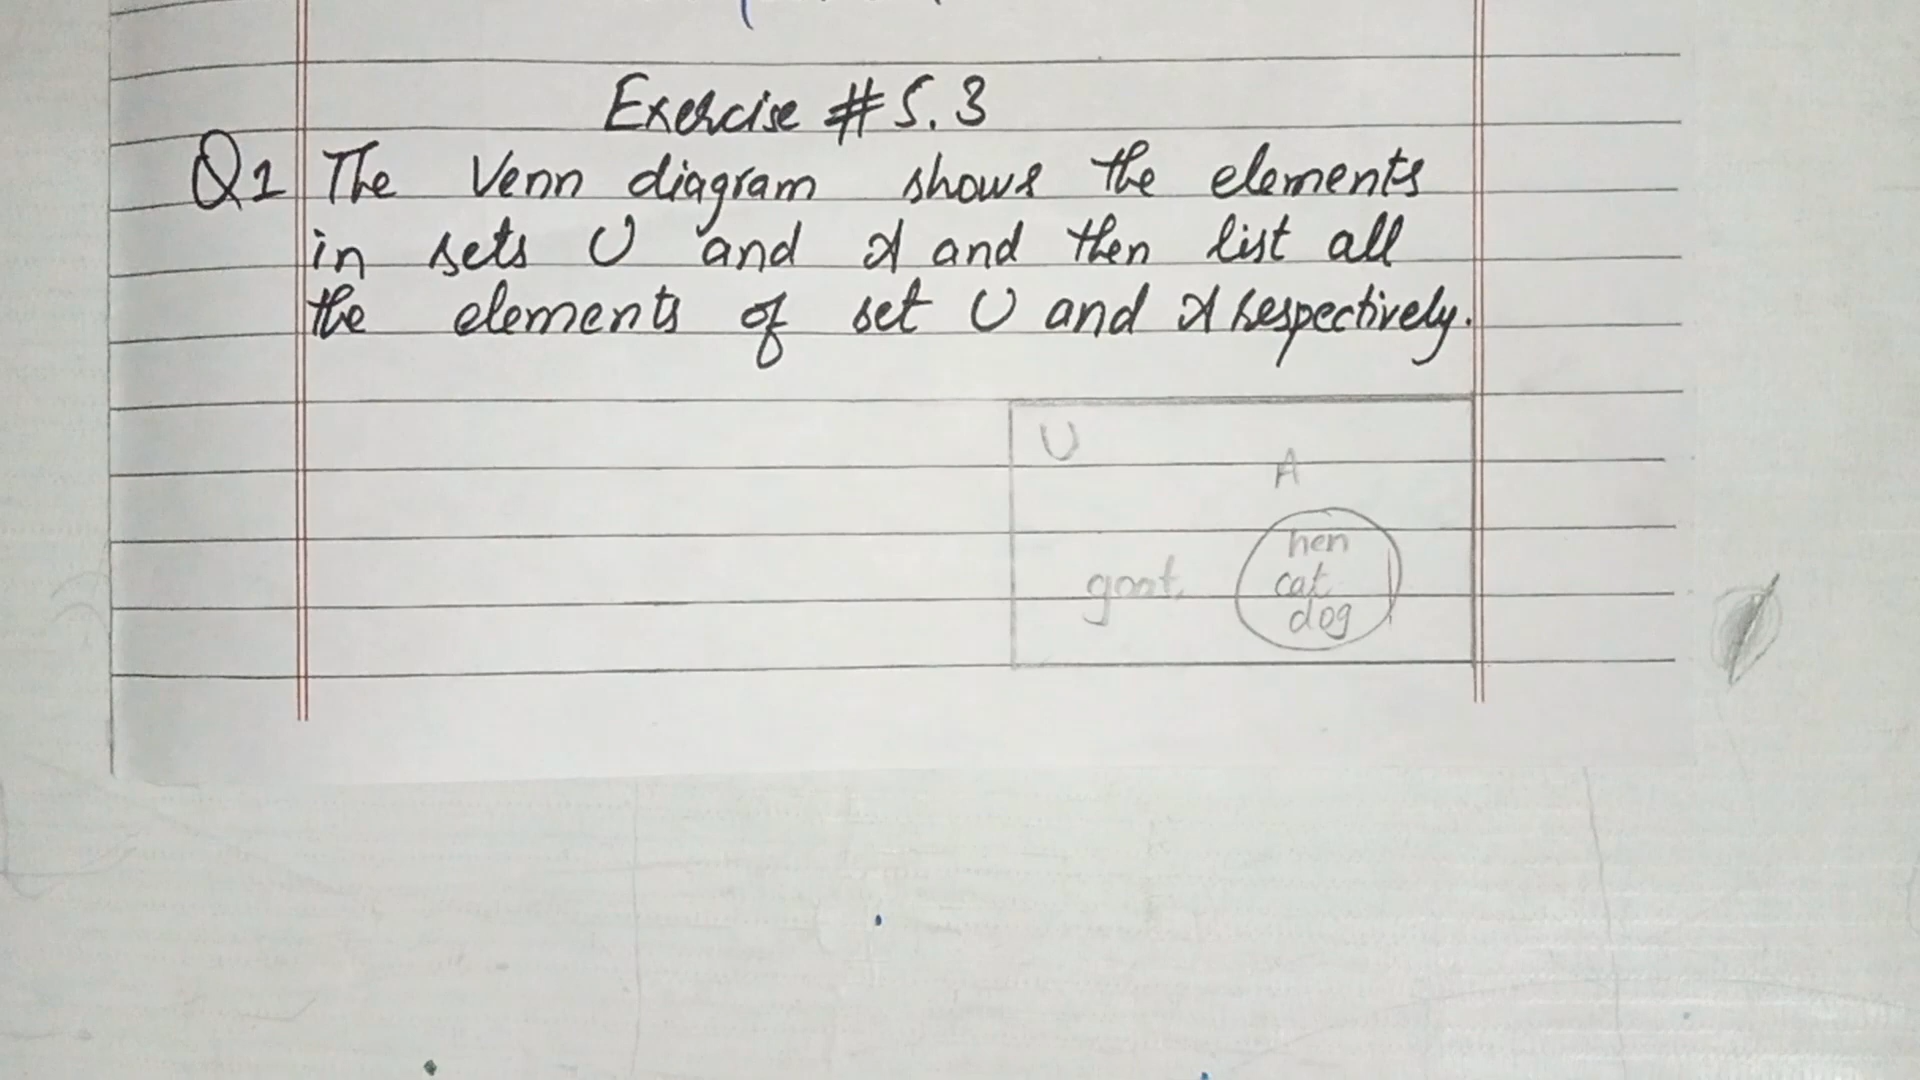 Exercise # 5.3
Q1 The Venn diagram shows the elements
in sets U and A and then list all
the elements of set U and A respectively.
U
A
hen
goat, cat
dog